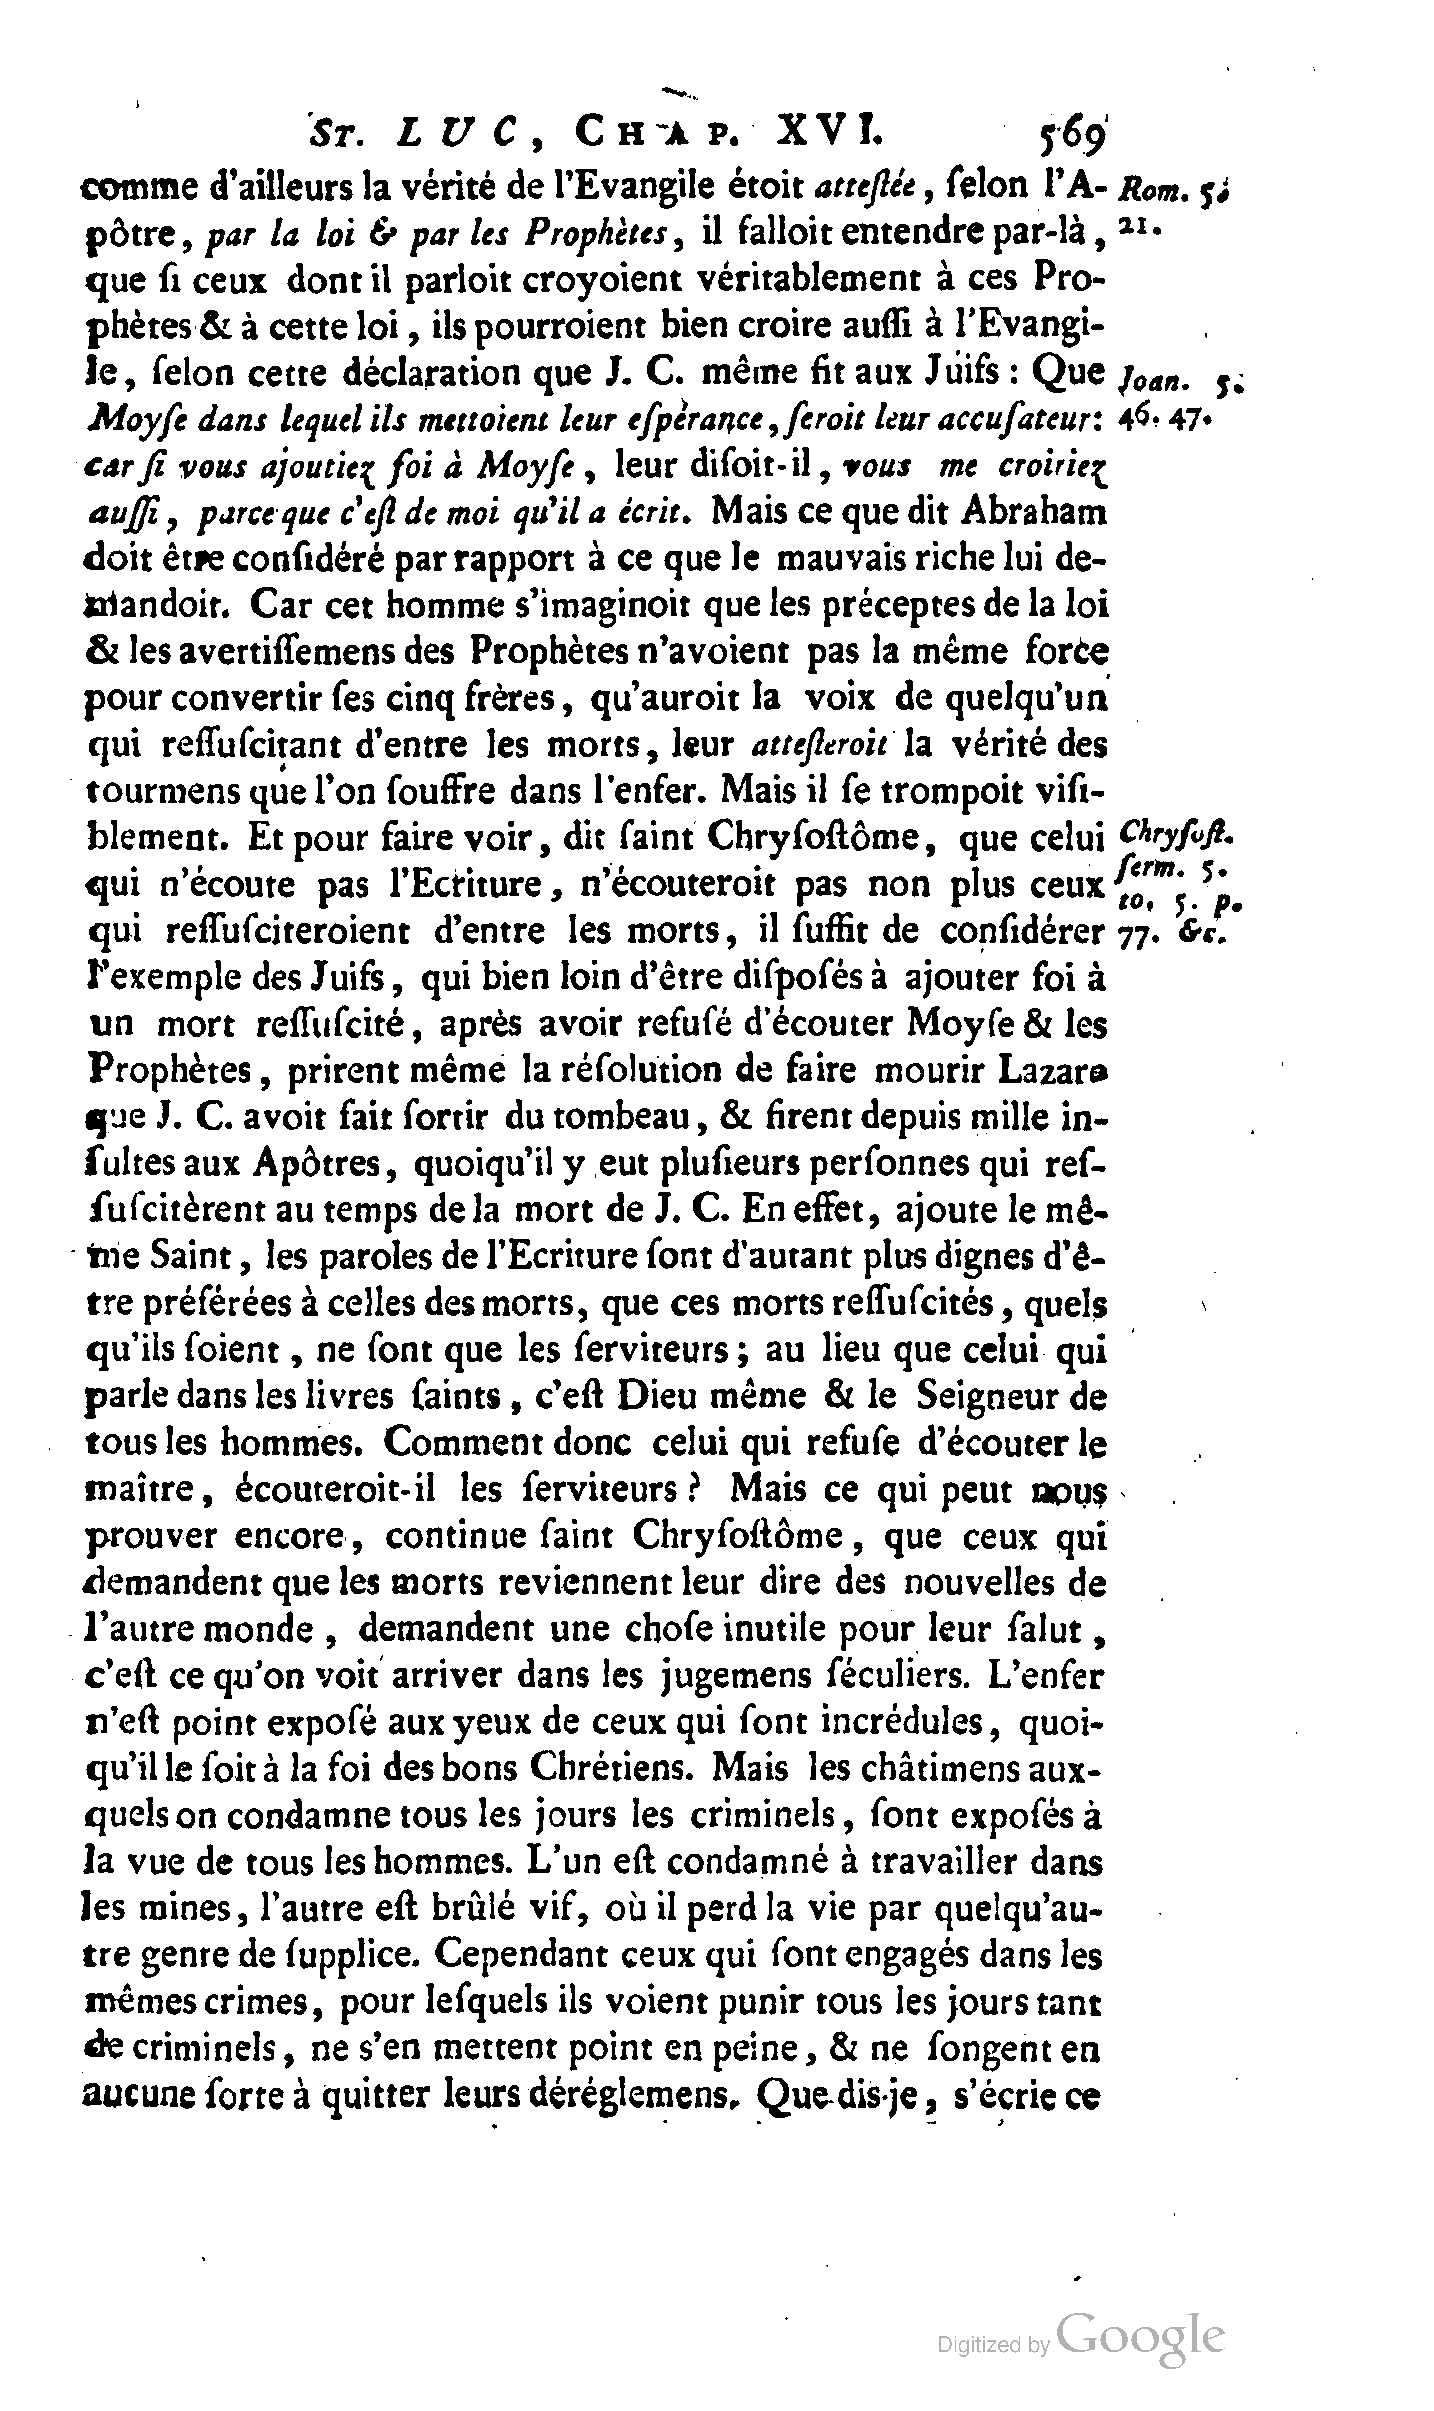 ST. LUC, CHAP. XVI. 569
comme d'ailleurs la vérité de l'Evangile étoit atteſtée, ſelon l'A- Rom. 5.
pôtre, par la loi & par les Prophètes, il falloit entendre par-là, 21.
que ſi ceux dont il parloit croyoient véritablement à ces Pro-
phètes & à cette loi, ils pourroient bien croire auſſi à l'Evangi-
le, ſelon cette déclaration que J. C. même fit aux Juifs : Que Joan. 5.
Moyſe dans lequel ils mettoient leur eſpérance, ſeroit leur accuſateur: 46. 47.
car ſi vous ajoutiez foi à Moyſe, leur diſoit-il, vous me croiriez
auſſi, parce que c'eſt de moi qu'il a écrit. Mais ce que dit Abraham
doit être conſidéré par rapport à ce que le mauvais riche lui de-
mandoit. Car cet homme s'imaginoit que les préceptes de la loi
& les avertiſſemens des Prophètes n'avoient pas la même force
pour convertir ſes cinq frères, qu'auroit la voix de quelqu'un
qui reſſuſcitant d'entre les morts, leur atteſteroit la vérité des
tourmens que l'on ſouffre dans l'enfer. Mais il ſe trompoit viſi-
blement. Et pour faire voir, dit ſaint Chryſoſtôme, que celui Chryſoſt.
qui n'écoute pas l'Ecriture, n'écouteroit pas non plus ceux ſerm. 5.
to. 5. p.
qui reſſuſciteroient d'entre les morts, il ſuffit de conſidérer 77. &c.
l'exemple des Juifs, qui bien loin d'être diſpoſés à ajouter foi à
un mort reſſuſcité, après avoir refuſé d'écouter Moyſe & les
Prophètes, prirent même la réſolution de faire mourir Lazare
que J. C. avoit fait ſortir du tombeau, & firent depuis mille in-
ſultes aux Apôtres, quoiqu'il y eut pluſieurs perſonnes qui reſ-
ſuſcitèrent au temps de la mort de J. C. En effet, ajoute le mê-
me Saint, les paroles de l'Ecriture ſont d'autant plus dignes d'ê-
tre préférées à celles des morts, que ces morts reſſuſcités, quels
qu'ils ſoient, ne ſont que les ſerviteurs; au lieu que celui qui
parle dans les livres ſaints, c'eſt Dieu même & le Seigneur de
tous les hommes. Comment donc celui qui refuſe d'écouter le
maître, écouteroit-il les ſerviteurs ? Mais ce qui peut nous
prouver encore, continue ſaint Chryſoſtôme, que ceux qui
demandent que les morts reviennent leur dire des nouvelles de
l'autre monde, demandent une choſe inutile pour leur ſalut,
c'eſt ce qu'on voit arriver dans les jugemens ſéculiers. L'enfer
n'eſt point expoſé aux yeux de ceux qui ſont incrédules, quoi-
qu'il le ſoit à la foi des bons Chrétiens. Mais les châtimens aux-
quels on condamne tous les jours les criminels, ſont expoſés à
la vue de tous les hommes. L'un eſt condamné à travailler dans
les mines, l'autre eſt brûlé vif, où il perd la vie par quelqu'au-
tre genre de ſupplice. Cependant ceux qui ſont engagés dans les
mêmes crimes, pour leſquels ils voient punir tous les jours tant
de criminels, ne s'en mettent point en peine, & ne ſongent en
aucune ſorte à quitter leurs déréglemens. Que dis-je, s'écrie ce
Digitized by Google